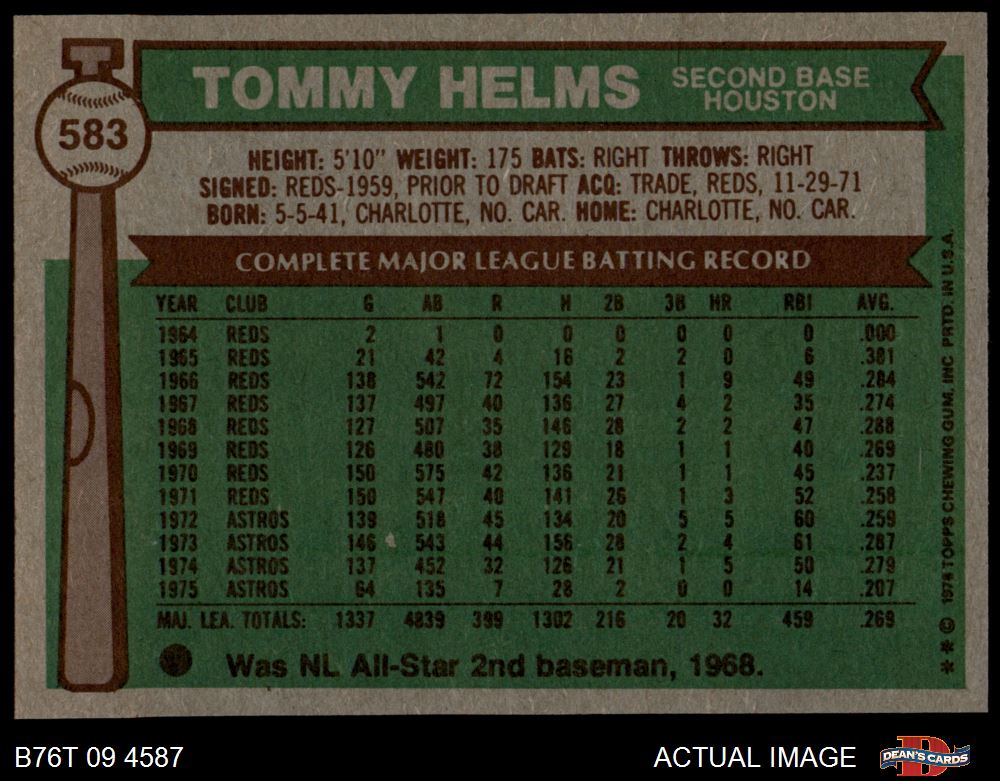 583
TOMMY HELMS SECOND BASE
HOUSTON
HEIGHT: 5'10" WEIGHT: 175 BATS: RIGHT THROWS: RIGHT
SIGNED: REDS-1959, PRIOR TO DRAFT ACQ: TRADE, REDS, 11-29-71
BORN: 5-5-41, CHARLOTTE, NO. CAR. HOME: CHARLOTTE, NO. CAR.
COMPLETE MAJOR LEAGUE BATTING RECORD
YEAR CLUB G AB R H 2B 3B HR RBI AVG.
1964 REDS 2 1 0 0 0 0 0 0 .000
1965 REDS 21 42 4 16 2 2 0 6 .381
1966 REDS 138 542 72 154 23 1 9 49 .284
1967 REDS 137 497 40 136 27 4 2 35 .274
1968 REDS 127 507 35 146 28 2 2 47 .288
1969 REDS 126 480 38 129 18 1 1 40 .269
1970 REDS 150 575 42 136 21 1 1 45 .237
1971 REDS 150 547 40 141 26 1 3 52 .258
1972 ASTROS 139 518 45 134 20 5 5 60 .259
1973 ASTROS 146 543 44 156 28 2 4 61 .287
1974 ASTROS 137 452 32 126 21 1 5 50 .279
1975 ASTROS 64 135 7 28 2 0 0 14 .207
MAJ. LEA. TOTALS: 1337 4839 399 1302 216 20 32 459 .269
Was NL All-Star 2nd baseman, 1968.
** © 1976 TOPPS CHEWING GUM, INC. PRTD. IN U.S.A.
B76T 09 4587
ACTUAL IMAGE
DEAN'S CARDS